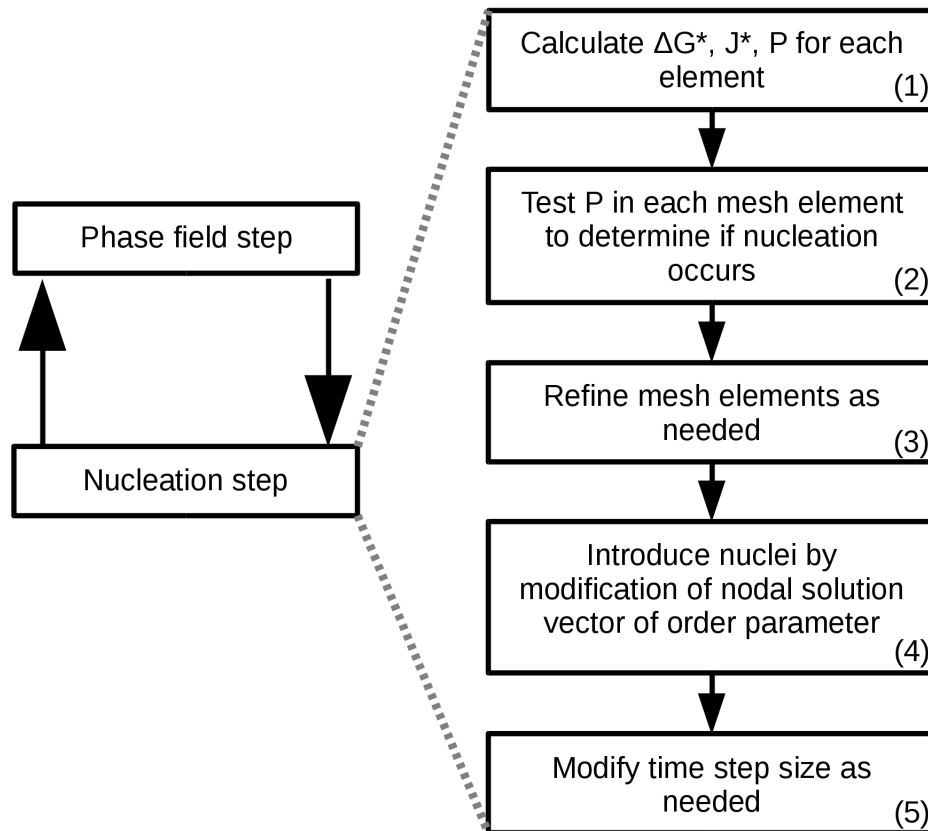 Phase field step
Nucleation step
Calculate ΔG*, J*, P for each
element
(1)
Test P in each mesh element
to determine if nucleation
occurs
(2)
Refine mesh elements as
needed
(3)
Introduce nuclei by
modification of nodal solution
vector of order parameter
(4)
Modify time step size as
needed
(5)